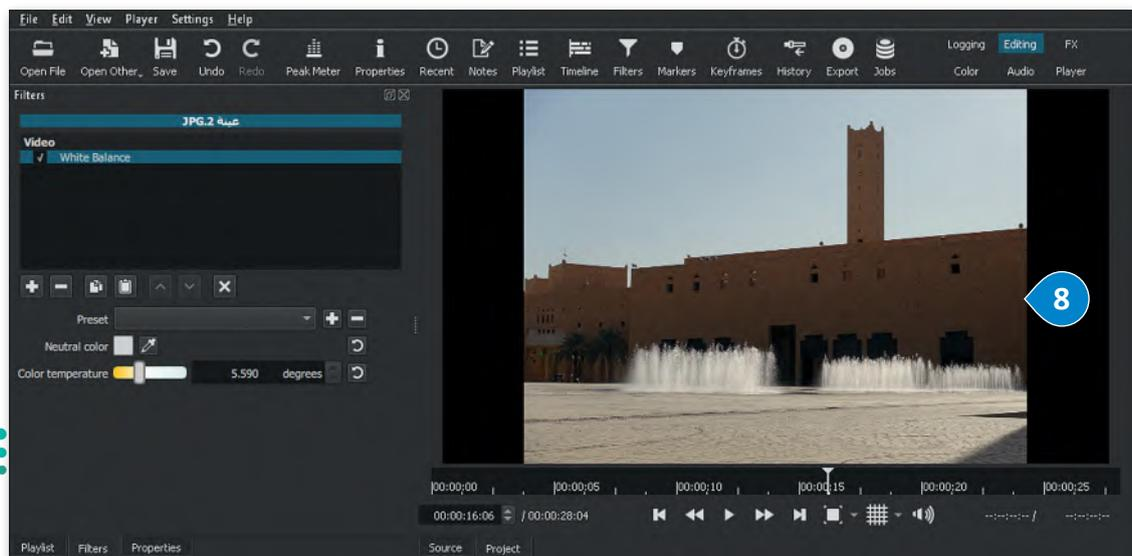 File Edit View Player Settings Help
Open File Open Other... Save Undo Redo Peak Meter Properties Recent Notes Playlist Timeline Filters Markers Keyframes History Export Jobs
Logging Editing FX
Color Audio Player
Filters
عينة JPG.2
Video
White Balance
Preset
Neutral color
Color temperature 5.590 degrees
8
00:00;00 00:00;05 00:00;10 00:00;15 00:00;20 00:00;25
00:00:16:06 / 00:00:28:04 --:--:--:-- / --:--:--:--
Playlist Filters Properties Source Project